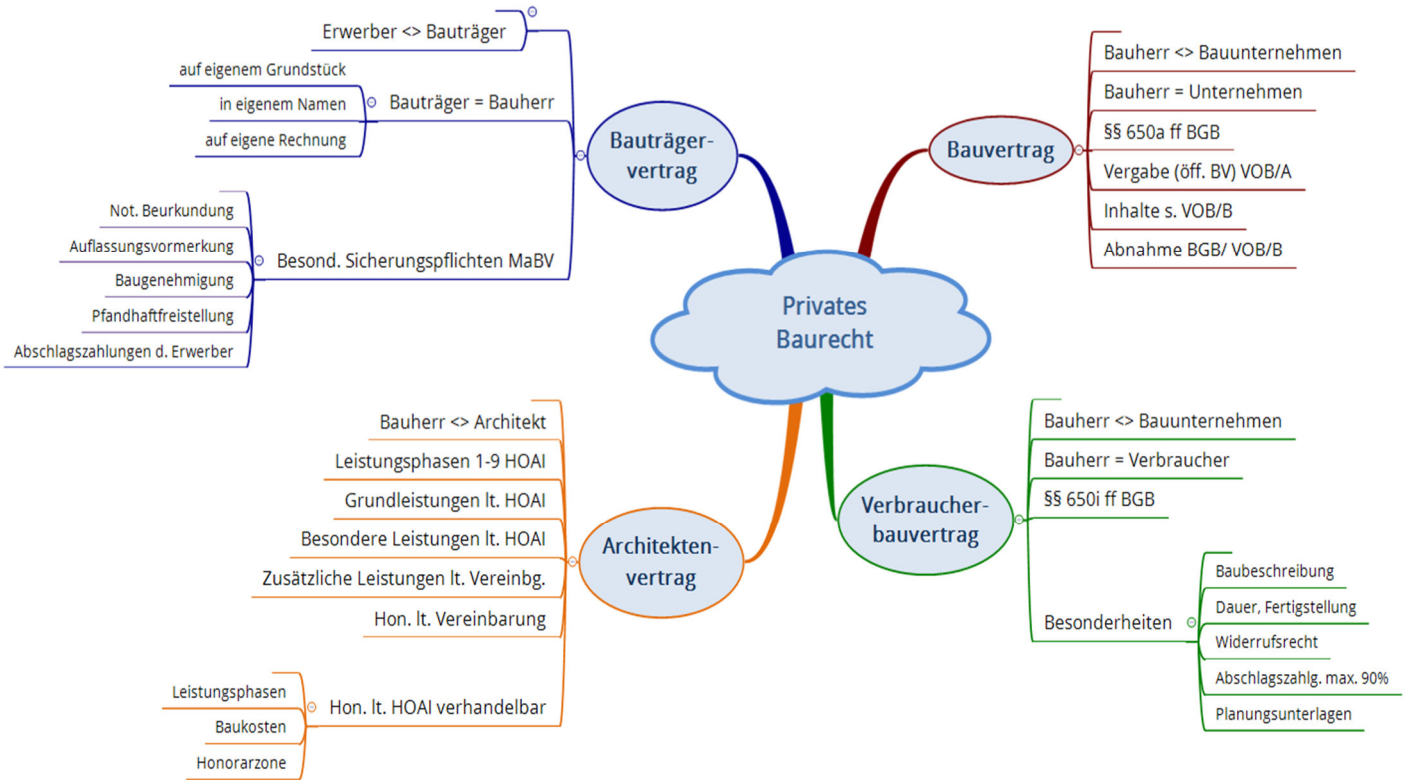 Privates
Baurecht
Bauträger-
vertrag
Erwerber <> Bauträger
Bauträger = Bauherr
auf eigenem Grundstück
in eigenem Namen
auf eigene Rechnung
Besond. Sicherungspflichten MaBV
Not. Beurkundung
Auflassungsvormerkung
Baugenehmigung
Pfandhaftfreistellung
Abschlagszahlungen d. Erwerber
Bauvertrag
Bauherr <> Bauunternehmen
Bauherr = Unternehmen
§§ 650a ff BGB
Vergabe (öff. BV) VOB/A
Inhalte s. VOB/B
Abnahme BGB/ VOB/B
Architekten-
vertrag
Bauherr <> Architekt
Leistungsphasen 1-9 HOAI
Grundleistungen lt. HOAI
Besondere Leistungen lt. HOAI
Zusätzliche Leistungen lt. Vereinbg.
Hon. lt. Vereinbarung
Hon. lt. HOAI verhandelbar
Leistungsphasen
Baukosten
Honorarzone
Verbraucher-
bauvertrag
Bauherr <> Bauunternehmen
Bauherr = Verbraucher
§§ 650i ff BGB
Besonderheiten
Baubeschreibung
Dauer, Fertigstellung
Widerrufsrecht
Abschlagszahlg. max. 90%
Planungsunterlagen